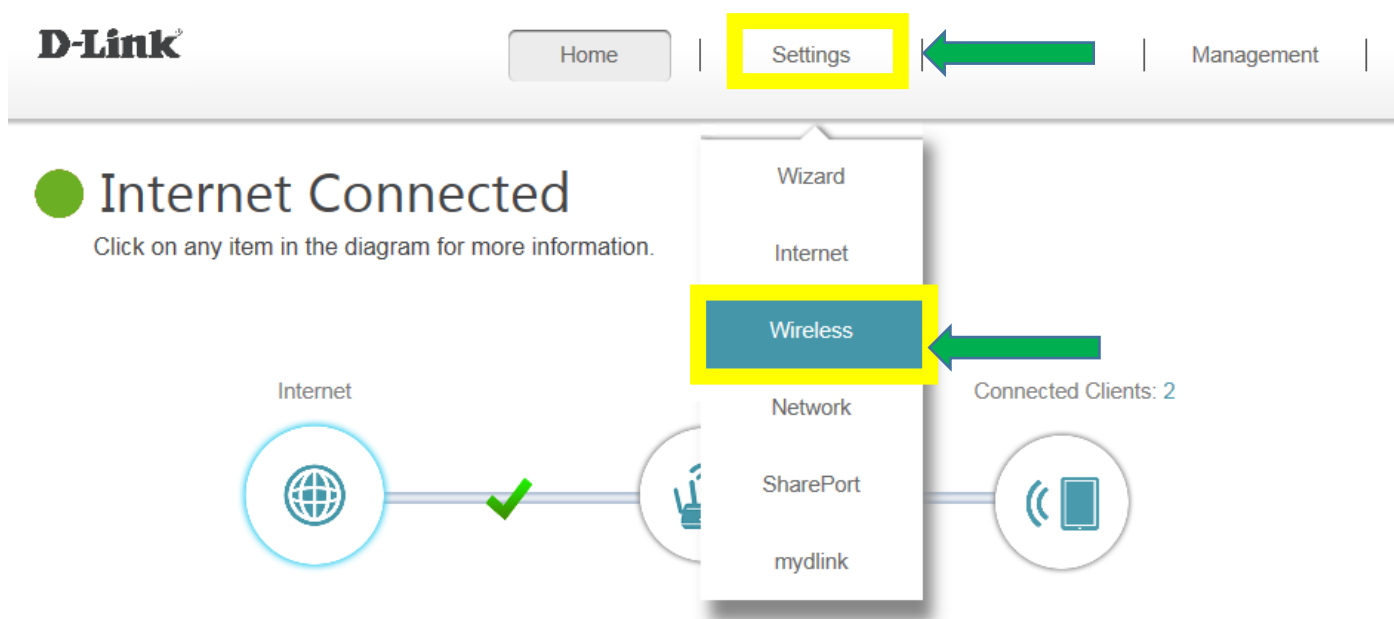 D-Link
Home | Settings | | Management |
Internet Connected
Click on any item in the diagram for more information.
Wizard
Internet
Wireless
Network
SharePort
mydlink
Internet
Connected Clients: 2